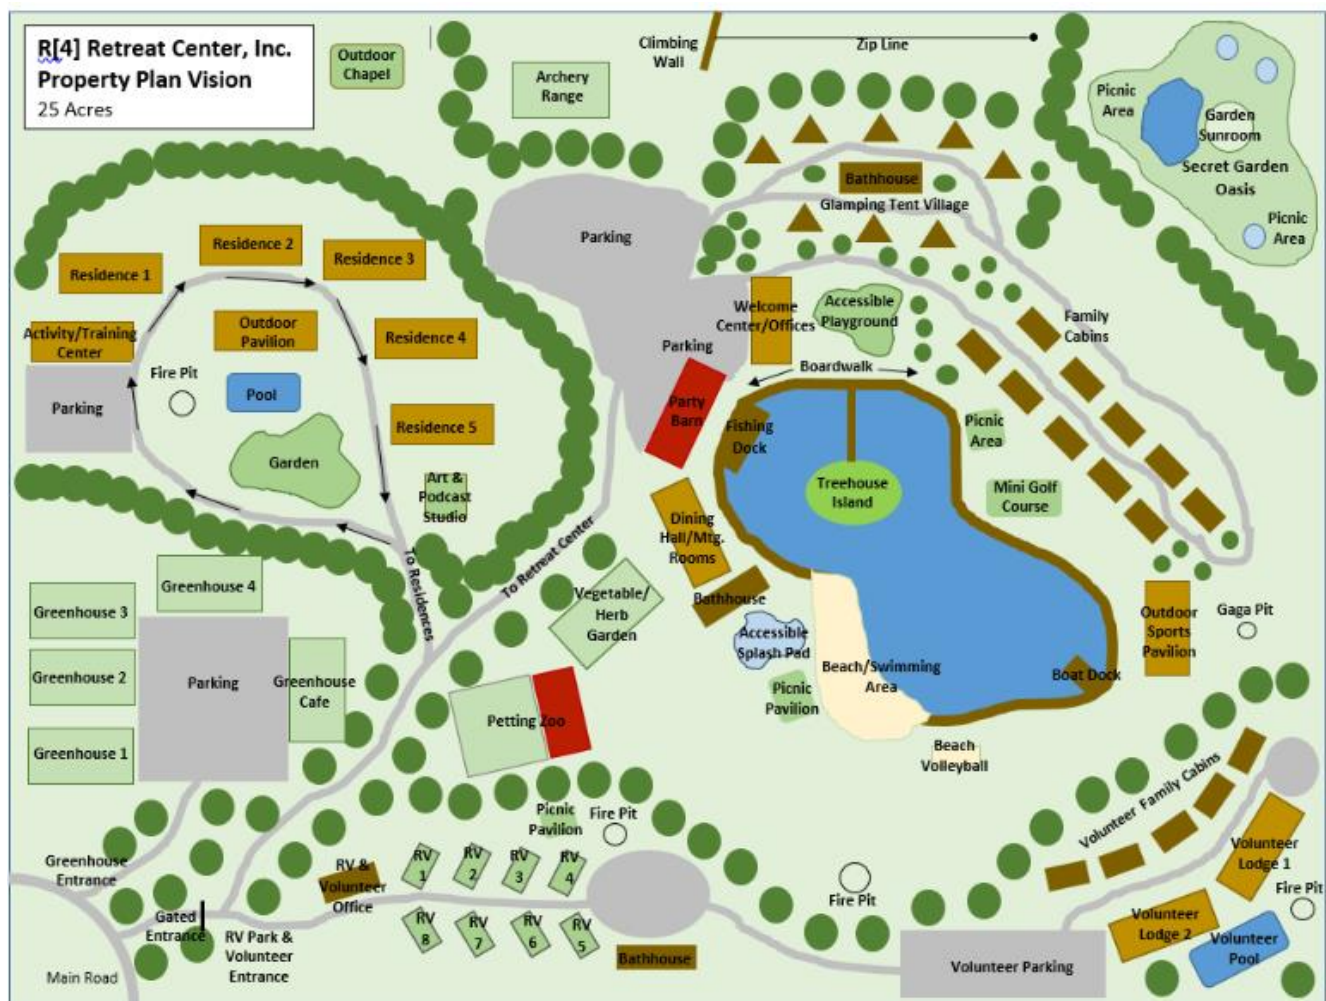 R[4] Retreat Center, Inc.
Property Plan Vision
25 Acres
Outdoor
Chapel
Archery
Range
Climbing
Wall
Zip Line
Picnic
Area
Garden
Sunroom
Secret Garden
Oasis
Picnic
Area
Bathhouse
Glamping Tent Village
Parking
Residence 1
Residence 2
Residence 3
Activity/Training
Center
Outdoor
Pavilion
Residence 4
Fire Pit
Pool
Parking
Residence 5
Garden
Art &
Podcast
Studio
Welcome
Center/Offices
Accessible
Playground
Family
Cabins
Parking
Boardwalk
Party
Barn
Fishing
Dock
Picnic
Area
Treehouse
Island
Mini Golf
Course
Dining
Hall/Mtg.
Rooms
To Retreat Center
To Residences
Greenhouse 4
Greenhouse 3
Greenhouse 2
Greenhouse 1
Parking
Greenhouse
Cafe
Vegetable/
Herb
Garden
Bathhouse
Accessible
Splash Pad
Beach/Swimming
Area
Picnic
Pavilion
Boat Dock
Outdoor
Sports
Pavilion
Gaga Pit
Petting Zoo
Beach
Volleyball
Picnic
Pavilion
Fire Pit
Volunteer Family Cabins
Volunteer
Lodge 1
Fire Pit
Greenhouse
Entrance
RV &
Volunteer
Office
RV
1
RV
2
RV
3
RV
4
RV
8
RV
7
RV
6
RV
5
Fire Pit
Gated
Entrance
RV Park &
Volunteer
Entrance
Bathhouse
Volunteer
Lodge 2
Volunteer
Pool
Volunteer Parking
Main Road